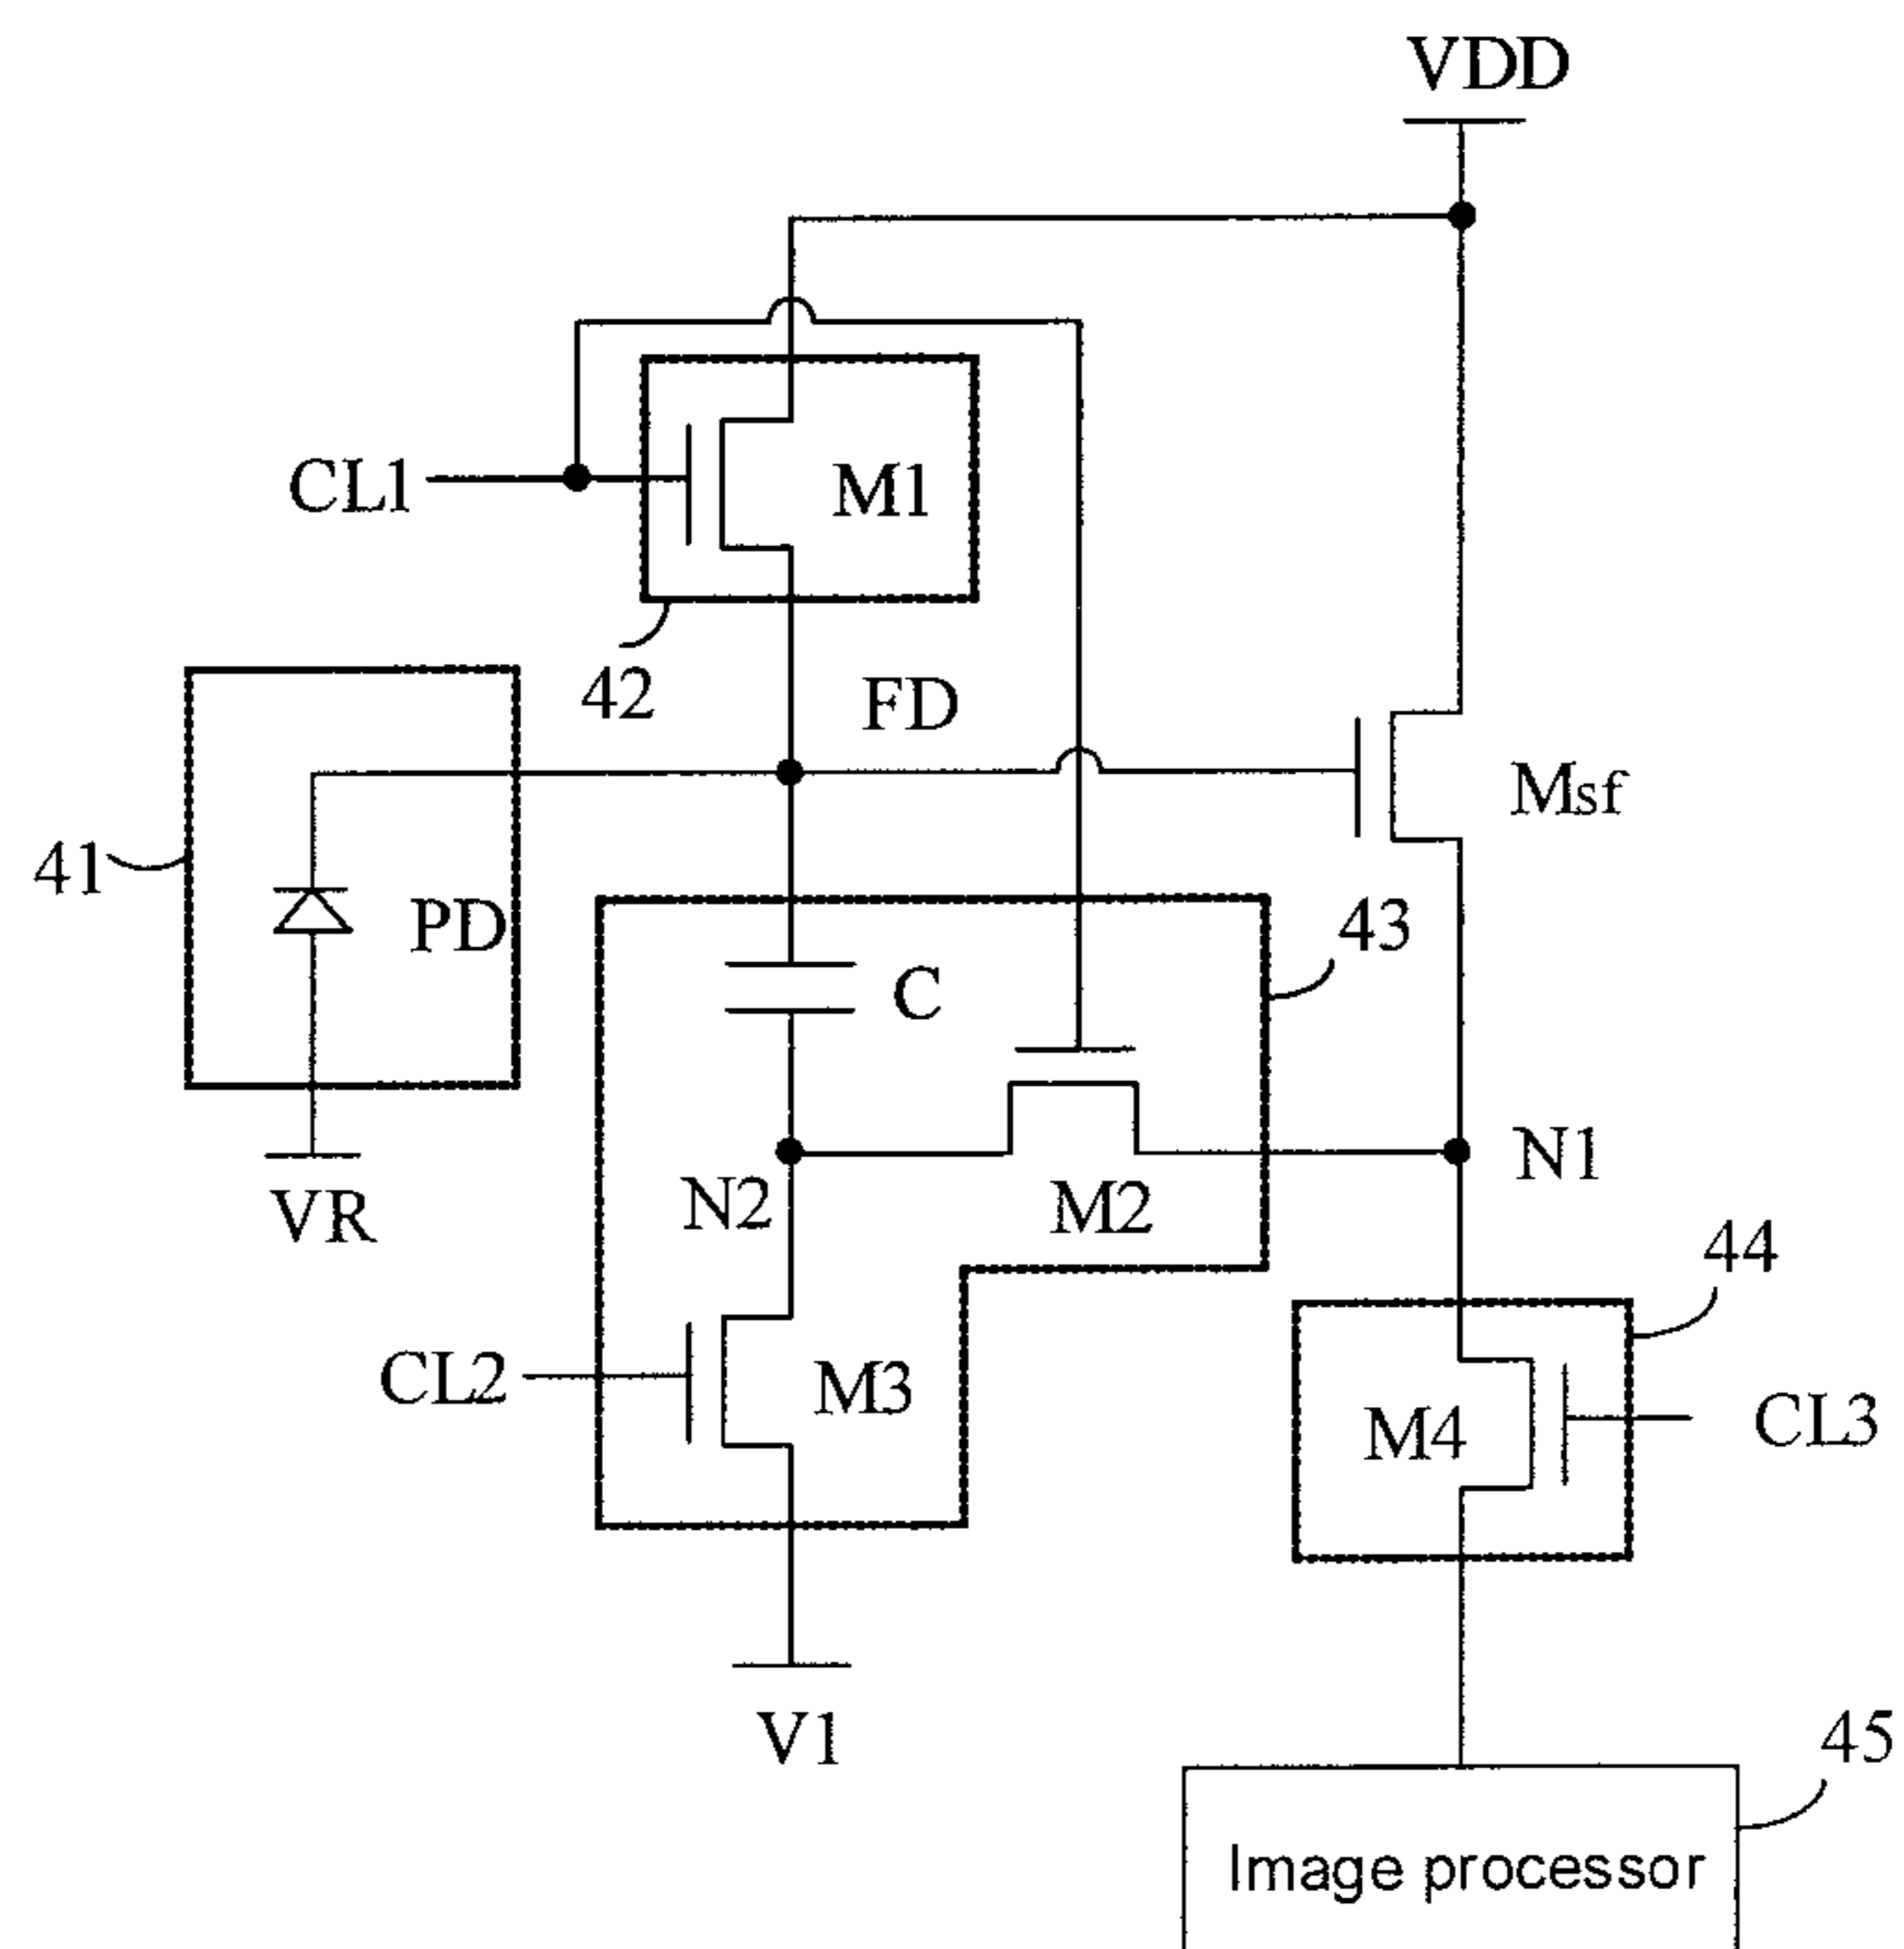 VDD
CL1
M1
42
FD
Msf
41
PD
43
C
N1
N2
M2
VR
44
CL2
M3
M4
CL3
V1
45
Image processor